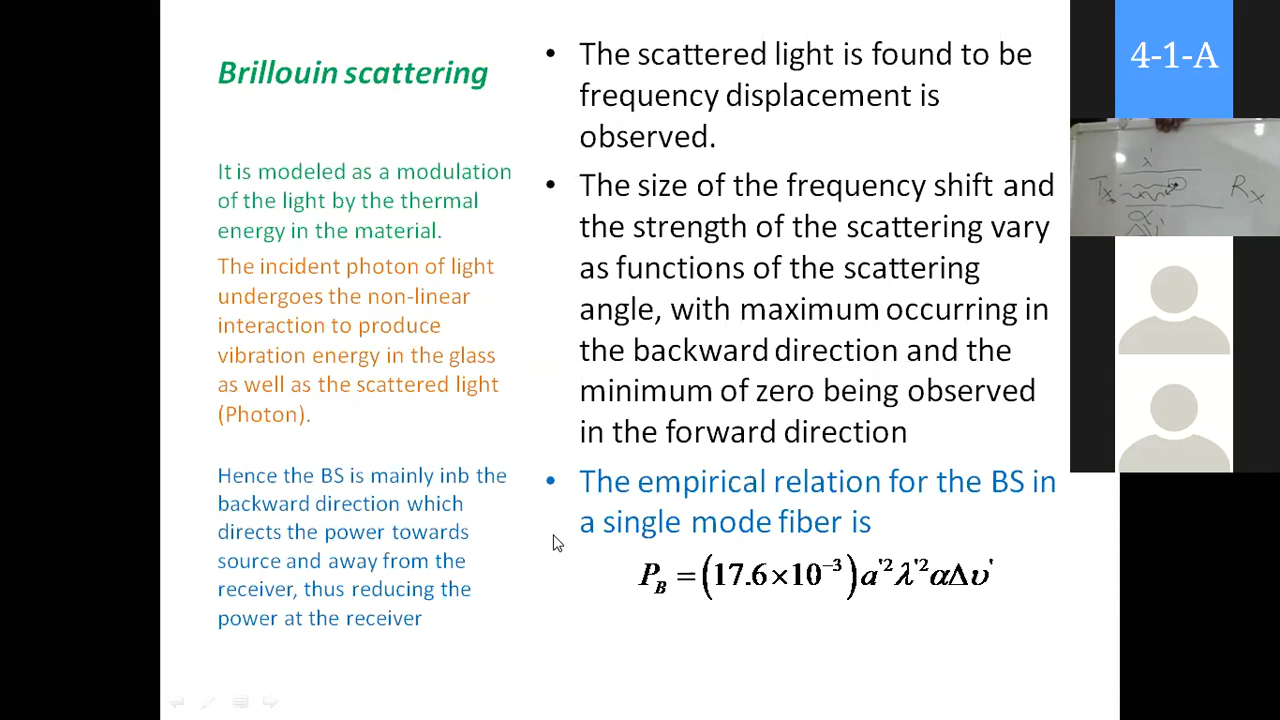 Brillouin scattering
It is modeled as a modulation
of the light by the thermal
energy in the material.
The incident photon of light
undergoes the non-linear
interaction to produce
vibration energy in the glass
as well as the scattered light
(Photon).
Hence the BS is mainly inb the
backward direction which
directs the power towards
source and away from the
receiver, thus reducing the
power at the receiver
• The scattered light is found to be
frequency displacement is
observed.
• The size of the frequency shift and
the strength of the scattering vary
as functions of the scattering
angle, with maximum occurring in
the backward direction and the
minimum of zero being observed
in the forward direction
• The empirical relation for the BS in
a single mode fiber is
P_B = (17.6×10⁻³) a'² λ'² α Δυ'
4-1-A
λ'
Tx
Rx